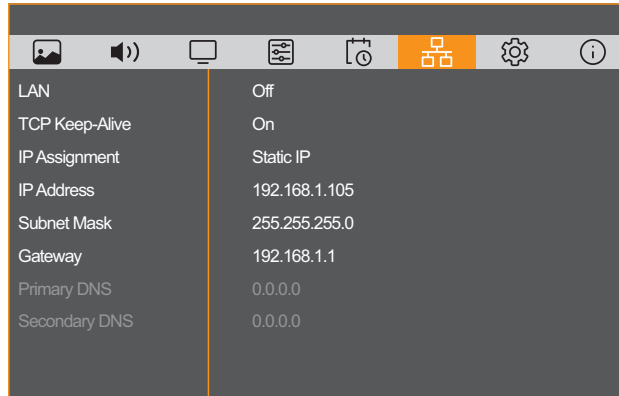 LAN Off
TCP Keep-Alive On
IP Assignment Static IP
IP Address 192.168.1.105
Subnet Mask 255.255.255.0
Gateway 192.168.1.1
Primary DNS 0.0.0.0
Secondary DNS 0.0.0.0